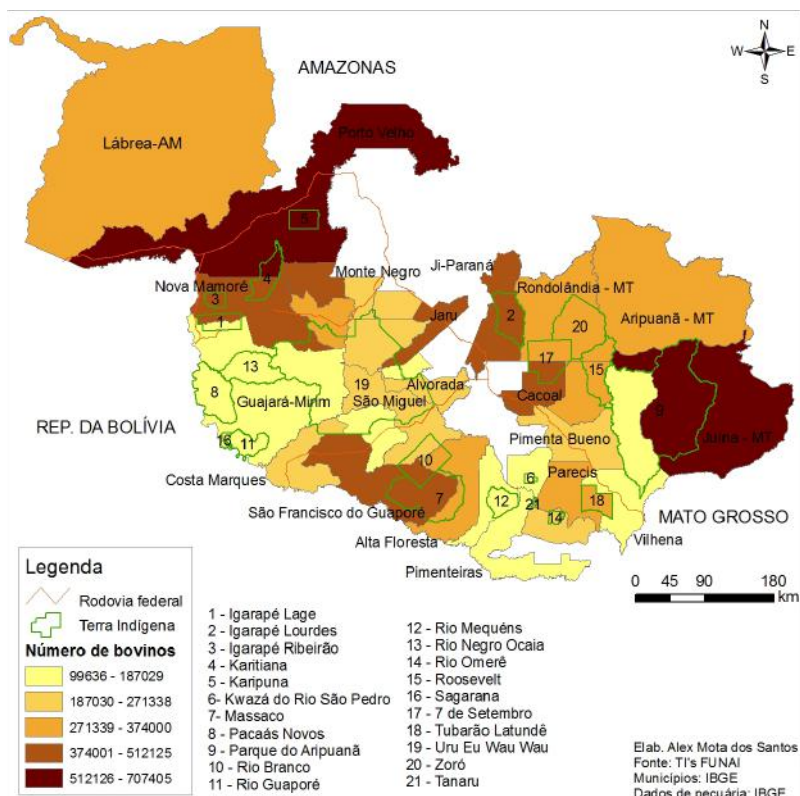 AMAZONAS
N
W E
S
Porto Velho
Lábrea-AM
5
Ji-Paraná
Monte Negro
4
Nova Mamoré
Rondolândia - MT
3
Jaru
2
20
Aripuanã - MT
1
17
13
15
Cacoal
8
19
Alvorada
9
Guajará-Mirim
São Miguel
REP. DA BOLÍVIA
Juína - MT
16
11
Pimenta Bueno
10
Parecis
Costa Marques
6
7
12
21
18
São Francisco do Guaporé
14
MATO GROSSO
Alta Floresta
Vilhena
Pimenteiras
0 45 90 180
km
Legenda
Rodovia federal
Terra Indígena
Número de bovinos
99636 - 187029
187030 - 271338
271339 - 374000
374001 - 512125
512126 - 707405
1 - Igarapé Lage
2 - Igarapé Lourdes
3 - Igarapé Ribeirão
4 - Karitiana
5 - Karipuna
6- Kwazá do Rio São Pedro
7- Massaco
8 - Pacaás Novos
9 - Parque do Aripuanã
10 - Rio Branco
11 - Rio Guaporé
12 - Rio Mequéns
13 - Rio Negro Ocaia
14 - Rio Omerê
15 - Roosevelt
16 - Sagarana
17 - 7 de Setembro
18 - Tubarão Latundê
19 - Uru Eu Wau Wau
20 - Zoró
21 - Tanaru
Elab. Alex Mota dos Santos
Fonte: TI's FUNAI
Municípios: IBGE
Dados de pecuária: IBGE